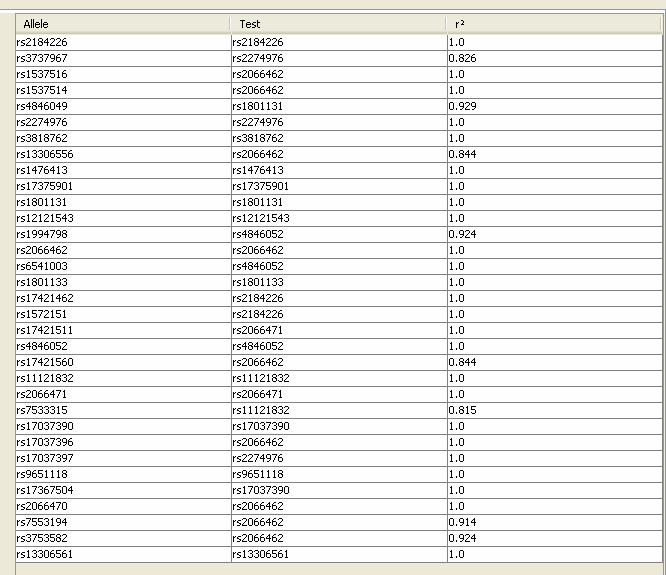 Allele Test r²
rs2184226 rs2184226 1.0
rs3737967 rs2274976 0.826
rs1537516 rs2066462 1.0
rs1537514 rs2066462 1.0
rs4846049 rs1801131 0.929
rs2274976 rs2274976 1.0
rs3818762 rs3818762 1.0
rs13306556 rs2066462 0.844
rs1476413 rs1476413 1.0
rs17375901 rs17375901 1.0
rs1801131 rs1801131 1.0
rs12121543 rs12121543 1.0
rs1994798 rs4846052 0.924
rs2066462 rs2066462 1.0
rs6541003 rs4846052 1.0
rs1801133 rs1801133 1.0
rs17421462 rs2184226 1.0
rs1572151 rs2184226 1.0
rs17421511 rs2066471 1.0
rs4846052 rs4846052 1.0
rs17421560 rs2066462 0.844
rs11121832 rs11121832 1.0
rs2066471 rs2066471 1.0
rs7533315 rs11121832 0.815
rs17037390 rs17037390 1.0
rs17037396 rs2066462 1.0
rs17037397 rs2274976 1.0
rs9651118 rs9651118 1.0
rs17367504 rs17037390 1.0
rs2066470 rs2066462 1.0
rs7553194 rs2066462 0.914
rs3753582 rs2066462 0.924
rs13306561 rs13306561 1.0